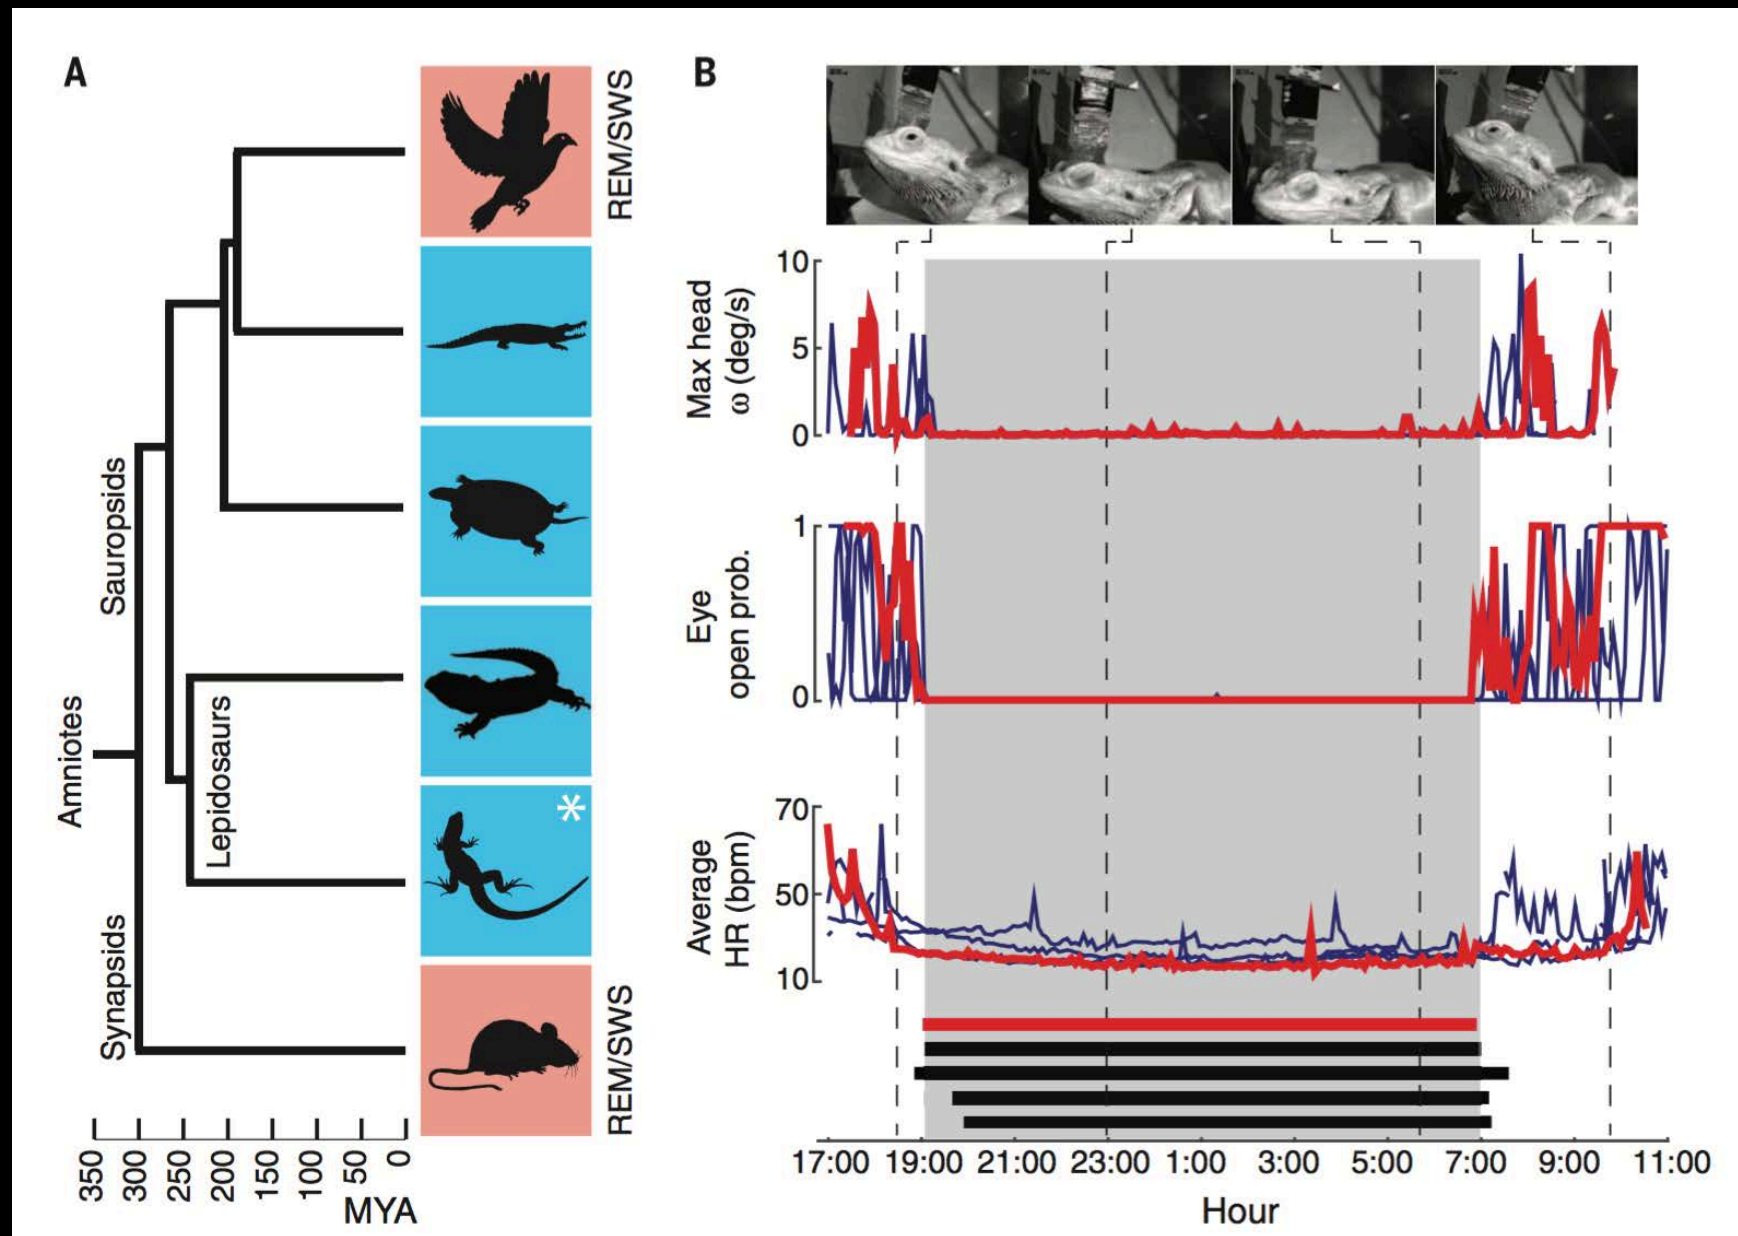 A
REM/SWS
*
REM/SWS
Amniotes
Sauropsids
Lepidosaurs
Synapsids
350 300 250 200 150 100 50 0
MYA
B
10
5
0
Max head
ω (deg/s)
1
0
Eye
open prob.
70
50
10
Average
HR (bpm)
17:00 19:00 21:00 23:00 1:00 3:00 5:00 7:00 9:00 11:00
Hour